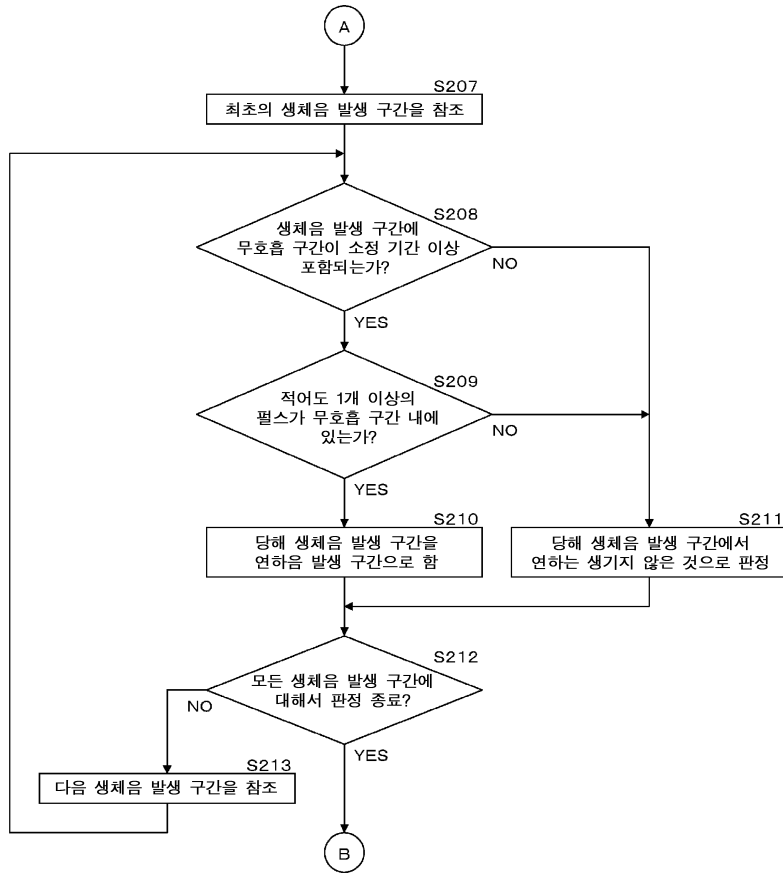 A
S207
최초의 생체음 발생 구간을 참조
S208
생체음 발생 구간에
무호흡 구간이 소정 기간 이상
포함되는가?
NO
YES
S209
적어도 1개 이상의
펄스가 무호흡 구간 내에
있는가?
NO
YES
S210
당해 생체음 발생 구간을
연하음 발생 구간으로 함
S211
당해 생체음 발생 구간에서
연하는 생기지 않은 것으로 판정
S212
모든 생체음 발생 구간에
대해서 판정 종료?
NO
YES
S213
다음 생체음 발생 구간을 참조
B